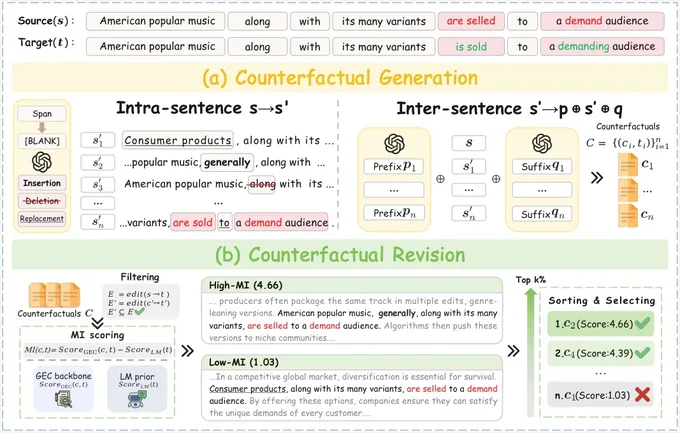 Source(s): American popular music along with its many variants are selled to a demand audience
Target(t): American popular music along with its many variants is sold to a demanding audience
(a) Counterfactual Generation
Span
[BLANK]
Insertion
Deletion
Replacement
Intra-sentence s→s'
s'1 Consumer products , along with its ...
s'2 ...popular music, generally , along with ...
s'3 American popular music, along with its ...
... ...
s'n ...variants, are sold to a demand audience .
Inter-sentence s'→p ⊕ s' ⊕ q
Prefix p1
...
Prefix pn
⊕
s
s'1
...
s'n
⊕
Suffix q1
...
Suffix qn
Counterfactuals
C = {(ci, ti)}ni=1
c1
...
cn
(b) Counterfactual Revision
Counterfactuals C
Filtering
E = edit(s→t)
E' = edit(c'→t')
E' ⊆ E
MI scoring
MI(c,t)=ScoreGEC(c,t)−ScoreLM(t)
GEC backbone
ScoreGEC(c,t)
LM prior
ScoreLM(t)
High-MI (4.66)
... producers often package the same track in multiple edits, genre-
leaning versions. American popular music, generally, along with its many
variants, are selled to a demand audience. Algorithms then push these
versions to niche communities....
Low-MI (1.03)
...In a competitive global market, diversification is essential for survival.
Consumer products, along with its many variants, are selled to a demand
audience. By offering these options, companies ensure they can satisfy
the unique demands of every customer....
Top k%
Sorting & Selecting
1.c2(Score:4.66)
2.c4(Score:4.39)
...
n.c1(Score:1.03)